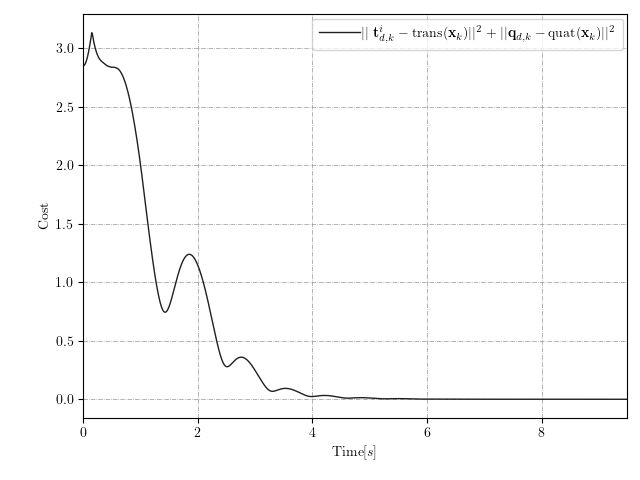 || t^i_{d,k} − trans(x_k)||^2 + ||q_{d,k} − quat(x_k)||^2
3.0
2.5
2.0
1.5
1.0
0.5
0.0
Cost
0 2 4 6 8
Time[s]